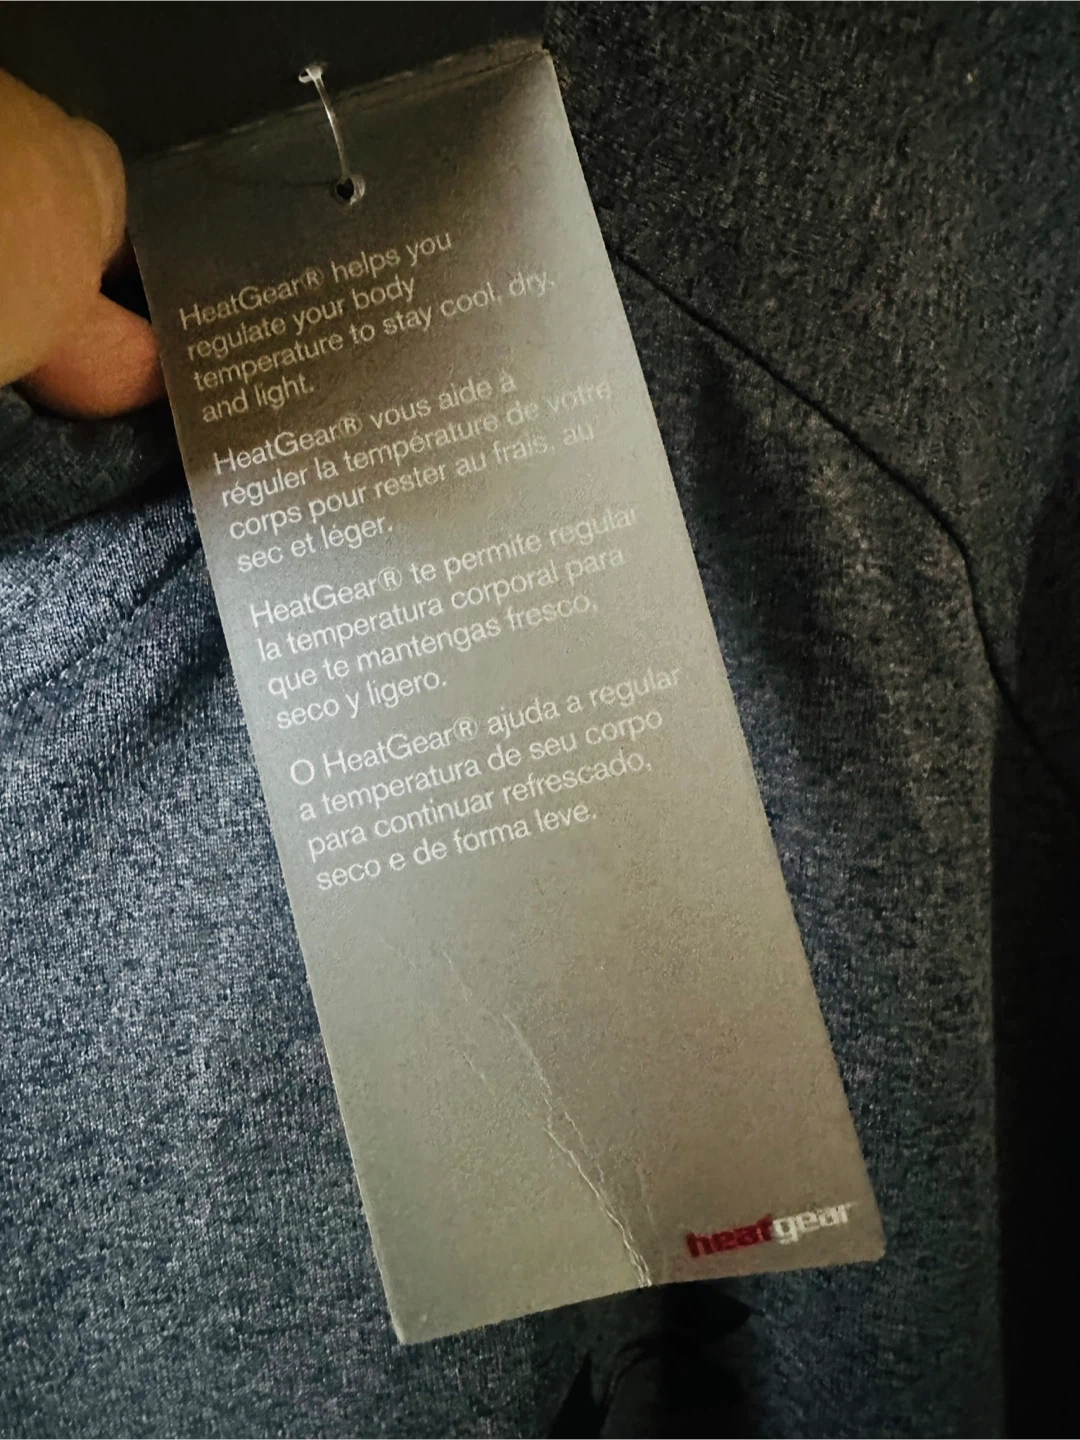 HeatGear® helps you
regulate your body
temperature to stay cool, dry,
and light.
HeatGear® vous aide à
réguler la température de votre
corps pour rester au frais, au
sec et léger.
HeatGear® te permite regular
la temperatura corporal para
que te mantengas fresco,
seco y ligero.
O HeatGear® ajuda a regular
a temperatura de seu corpo
para continuar refrescado,
seco e de forma leve.
heatgear